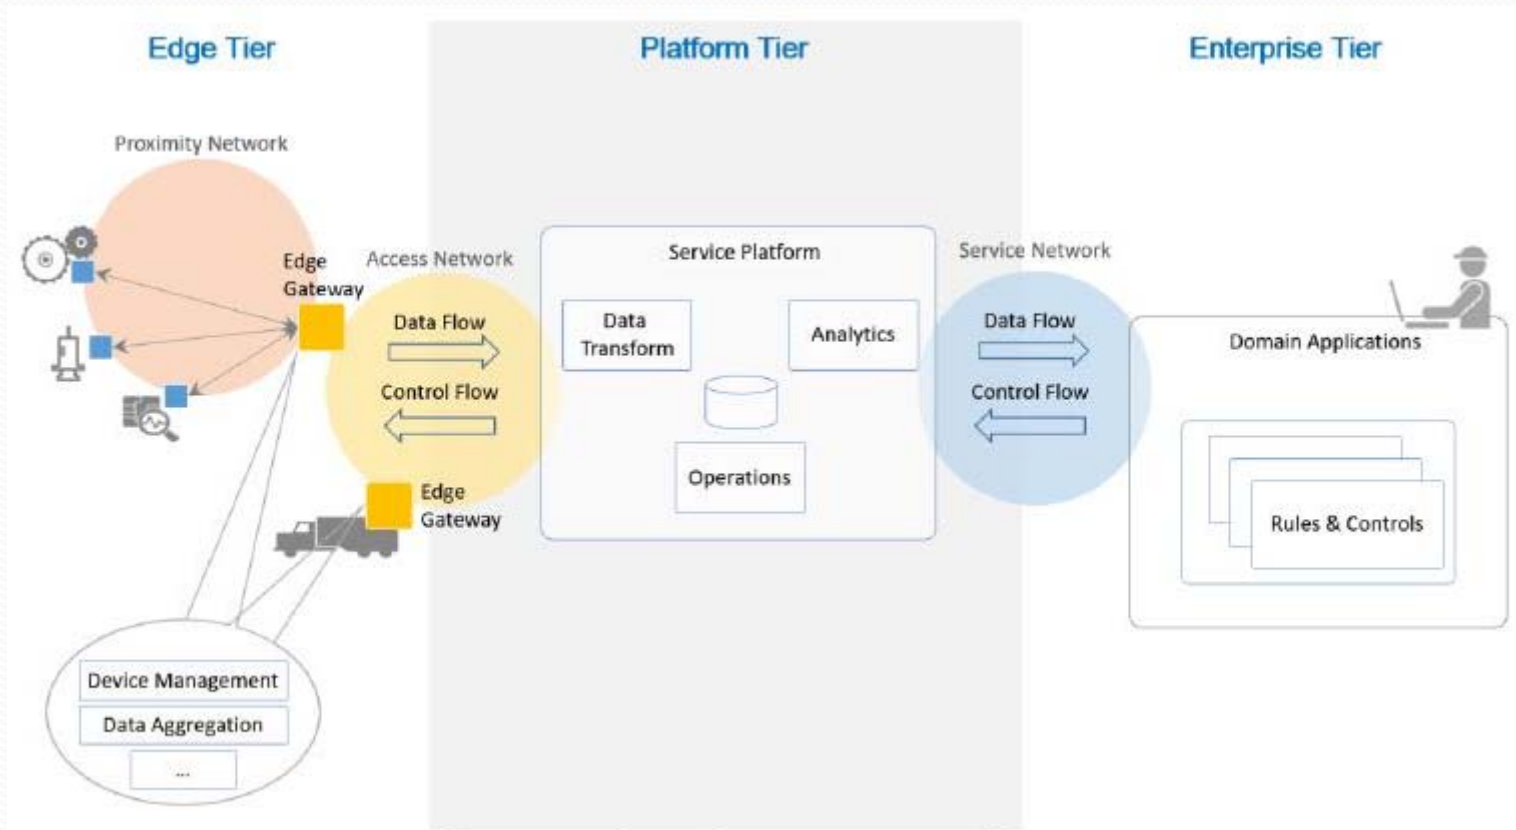 Edge Tier
Platform Tier
Enterprise Tier
Proximity Network
Edge
Gateway
Access Network
Data Flow
Control Flow
Edge
Gateway
Device Management
Data Aggregation
...
Service Platform
Data
Transform
Analytics
Operations
Service Network
Data Flow
Control Flow
Domain Applications
Rules & Controls